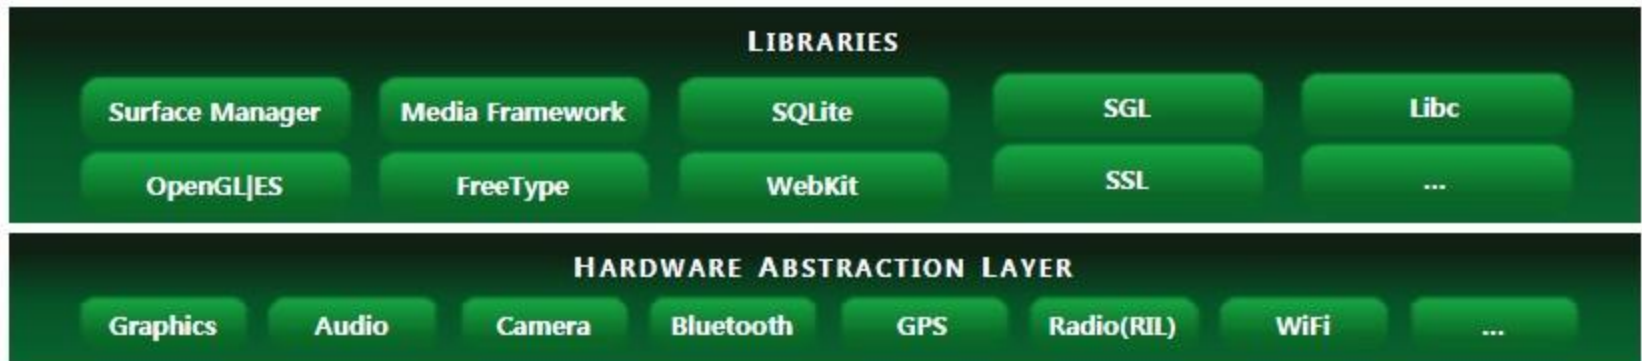 LIBRARIES
Surface Manager Media Framework SQLite SGL Libc
OpenGL|ES FreeType WebKit SSL ...
HARDWARE ABSTRACTION LAYER
Graphics Audio Camera Bluetooth GPS Radio(RIL) WiFi ...